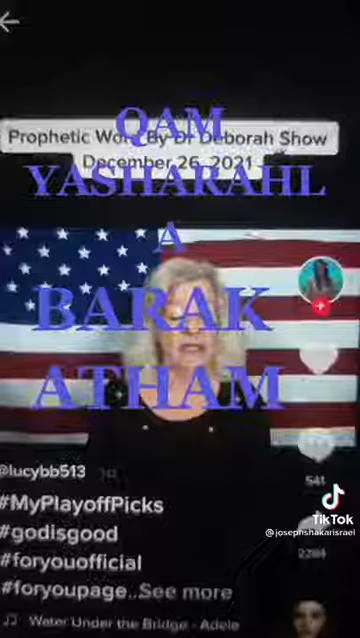 Prophetic Word By Dr Deborah Show
December 26, 2021
QAM
YASHARAHL
A
BARAK
ATHAM
@lucybb513 1d
#MyPlayoffPicks
#godisgood
#foryouofficial
#foryoupage..See more
Water Under the Bridge - Adele
541
2284
TikTok
@josephshakarisrael